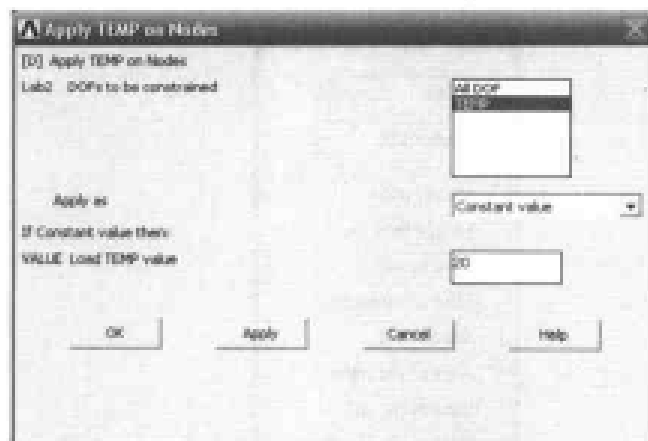 Apply TEMP on Nodes
[D] Apply TEMP on Nodes
Lab2 DOFs to be constrained
All DOF
TEMP
Apply as
Constant value
If Constant value then:
VALUE Load TEMP value
20
OK
Apply
Cancel
Help